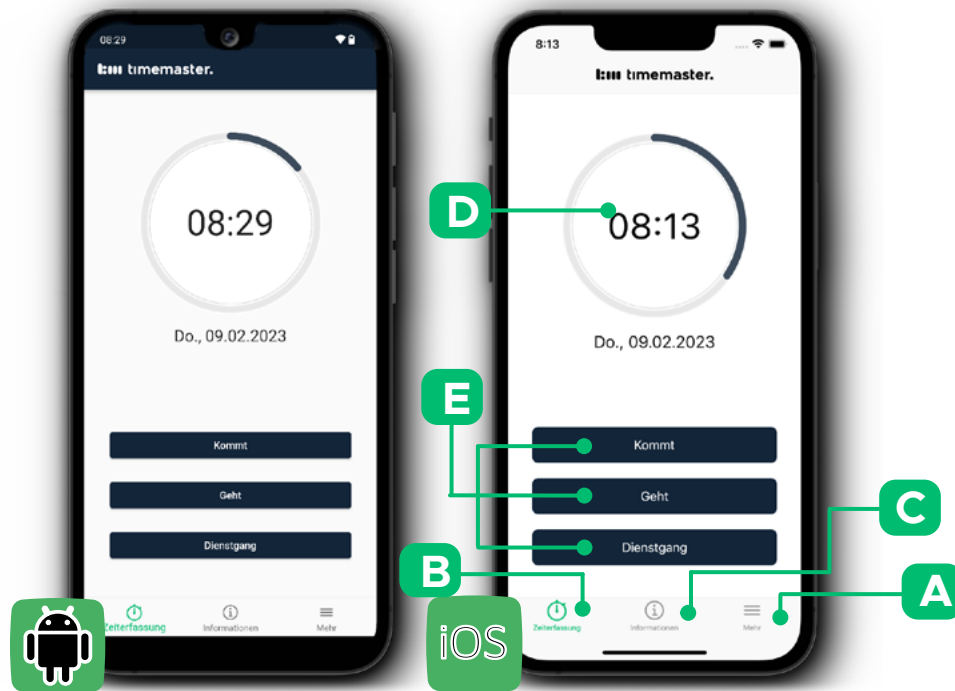 08:29
timemaster.
08:29
Do., 09.02.2023
Kommt
Geht
Dienstgang
Zeiterfassung
Informationen
Mehr
8:13
timemaster.
D
08:13
Do., 09.02.2023
E
Kommt
Geht
Dienstgang
C
B
A
Zeiterfassung
Informationen
Mehr
iOS